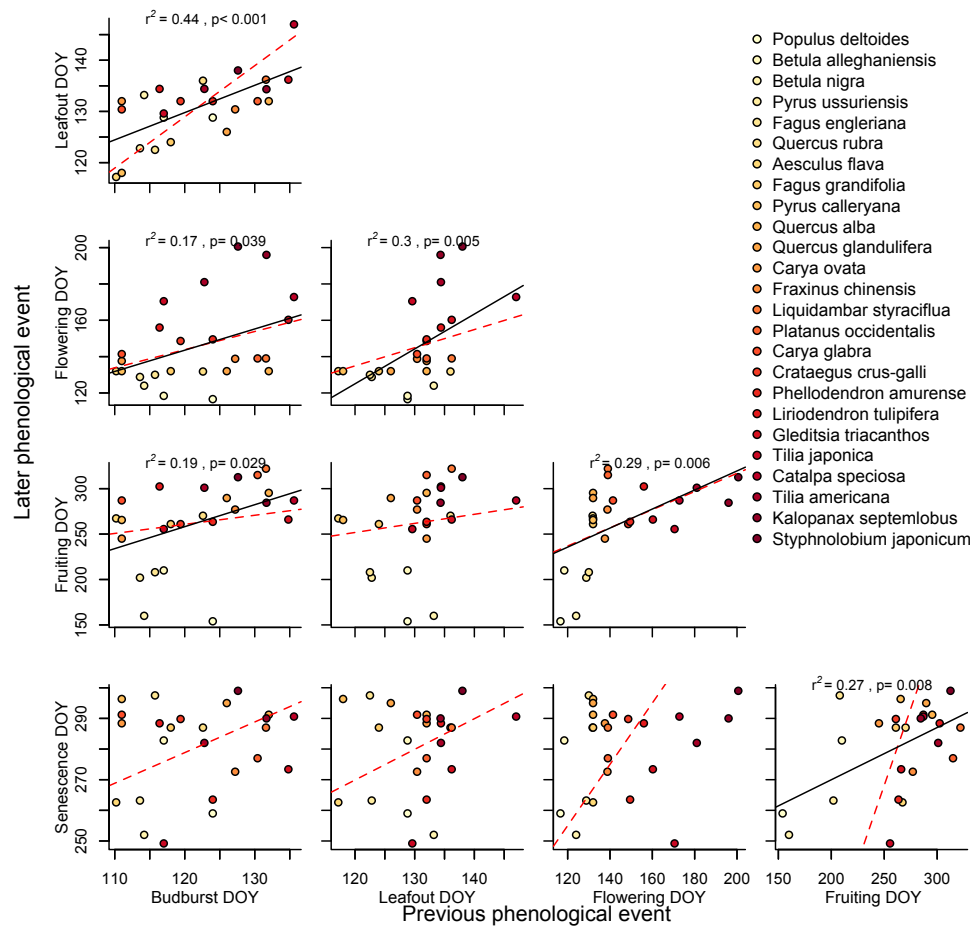 r2 = 0.44 , p< 0.001
Leafout DOY
120 130 140
Populus deltoides
Betula alleghaniensis
Betula nigra
Pyrus ussuriensis
Fagus engleriana
Quercus rubra
Aesculus flava
Fagus grandifolia
Pyrus calleryana
Quercus alba
Quercus glandulifera
Carya ovata
Fraxinus chinensis
Liquidambar styraciflua
Platanus occidentalis
Carya glabra
Crataegus crus-galli
Phellodendron amurense
Liriodendron tulipifera
Gleditsia triacanthos
Tilia japonica
Catalpa speciosa
Tilia americana
Kalopanax septemlobus
Styphnolobium japonicum
Later phenological event
r2 = 0.17 , p= 0.039
r2 = 0.3 , p= 0.005
Flowering DOY
120 160 200
r2 = 0.19 , p= 0.029
r2 = 0.29 , p= 0.006
Fruiting DOY
150 200 250 300
r2 = 0.27 , p= 0.008
Senescence DOY
250 270 290
110 120 130
Budburst DOY
120 130 140
Leafout DOY
120 140 160 180 200
Flowering DOY
150 200 250 300
Fruiting DOY
Previous phenological event